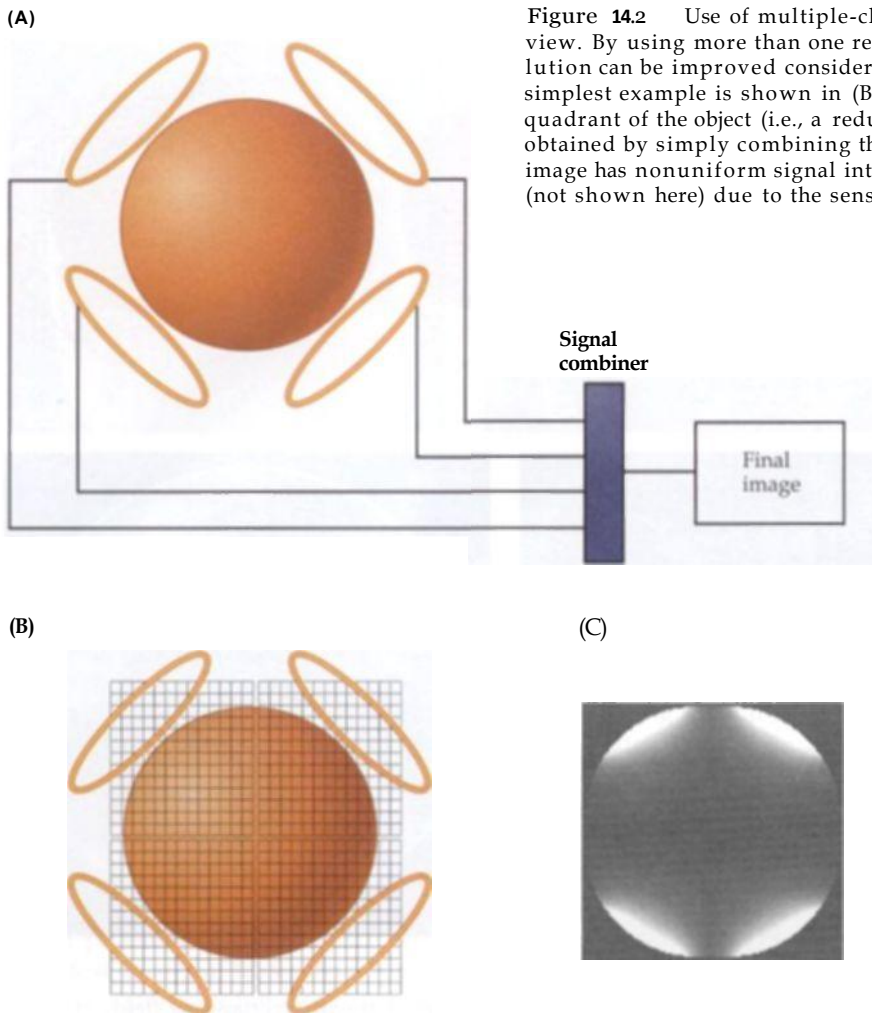 (A)
Figure 14.2 Use of multiple-cl
view. By using more than one re
lution can be improved consider
simplest example is shown in (B
quadrant of the object (i.e., a redu
obtained by simply combining th
image has nonuniform signal int
(not shown here) due to the sens
Signal
combiner
Final
image
(B)
(C)